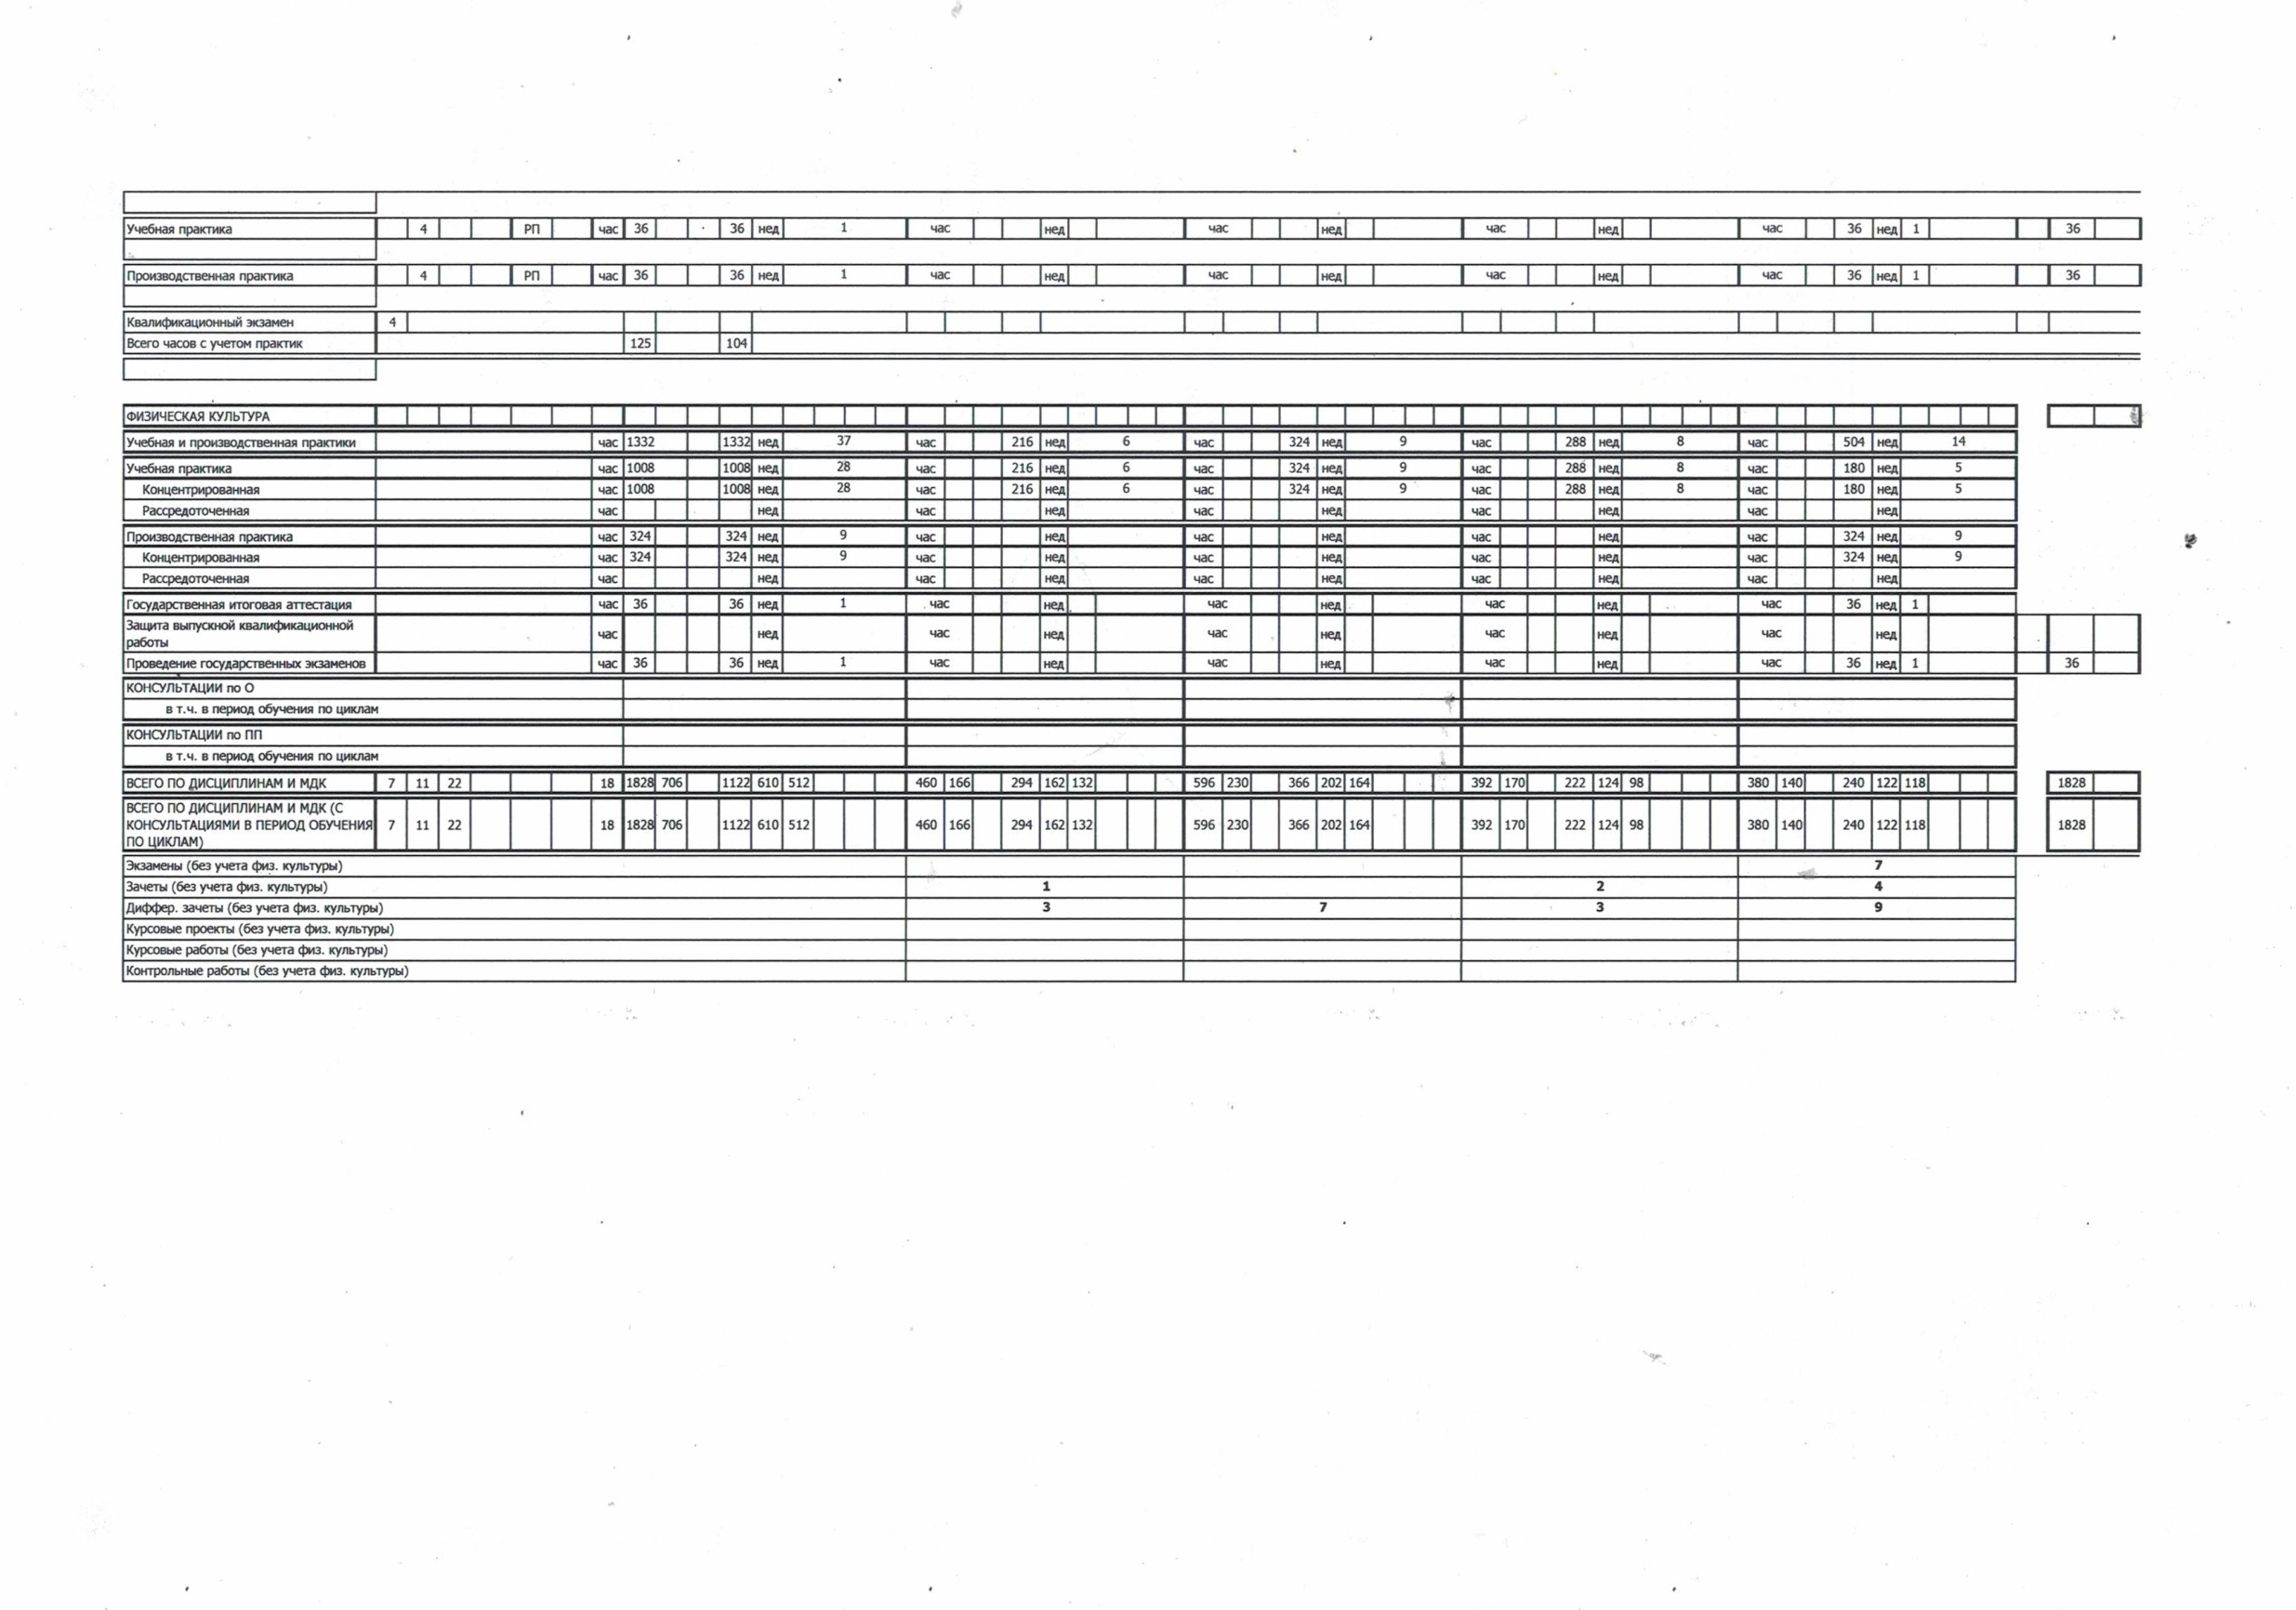 Учебная практика 4 РП час 36 36 нед 1 час нед час нед час нед час 36 нед 1 36
Производственная практика 4 РП час 36 36 нед 1 час нед час нед час нед час 36 нед 1 36
Квалификационный экзамен 4
Всего часов с учетом практик 125 104
ФИЗИЧЕСКАЯ КУЛЬТУРА
Учебная и производственная практики час 1332 1332 нед 37 час 216 нед 6 час 324 нед 9 час 288 нед 8 час 504 нед 14
Учебная практика час 1008 1008 нед 28 час 216 нед 6 час 324 нед 9 час 288 нед 8 час 180 нед 5
Концентрированная час 1008 1008 нед 28 час 216 нед 6 час 324 нед 9 час 288 нед 8 час 180 нед 5
Рассредоточенная час нед час нед час нед час нед час нед
Производственная практика час 324 324 нед 9 час нед час нед час нед час 324 нед 9
Концентрированная час 324 324 нед 9 час нед час нед час нед час 324 нед 9
Рассредоточенная час нед час нед час нед час нед час нед
Государственная итоговая аттестация час 36 36 нед 1 час нед час нед час нед час 36 нед 1
Защита выпускной квалификационной
работы час нед час нед час нед час нед час нед
Проведение государственных экзаменов час 36 36 нед 1 час нед час нед час нед час 36 нед 1 36
КОНСУЛЬТАЦИИ по О
в т.ч. в период обучения по циклам
КОНСУЛЬТАЦИИ по ПП
в т.ч. в период обучения по циклам
ВСЕГО ПО ДИСЦИПЛИНАМ И МДК 7 11 22 18 1828 706 1122 610 512 460 166 294 162 132 596 230 366 202 164 392 170 222 124 98 380 140 240 122 118 1828
ВСЕГО ПО ДИСЦИПЛИНАМ И МДК (С
КОНСУЛЬТАЦИЯМИ В ПЕРИОД ОБУЧЕНИЯ 7 11 22 18 1828 706 1122 610 512 460 166 294 162 132 596 230 366 202 164 392 170 222 124 98 380 140 240 122 118 1828
ПО ЦИКЛАМ)
Экзамены (без учета физ. культуры) 7
Зачеты (без учета физ. культуры) 1 2 4
Диффер. зачеты (без учета физ. культуры) 3 7 3 9
Курсовые проекты (без учета физ. культуры)
Курсовые работы (без учета физ. культуры)
Контрольные работы (без учета физ. культуры)